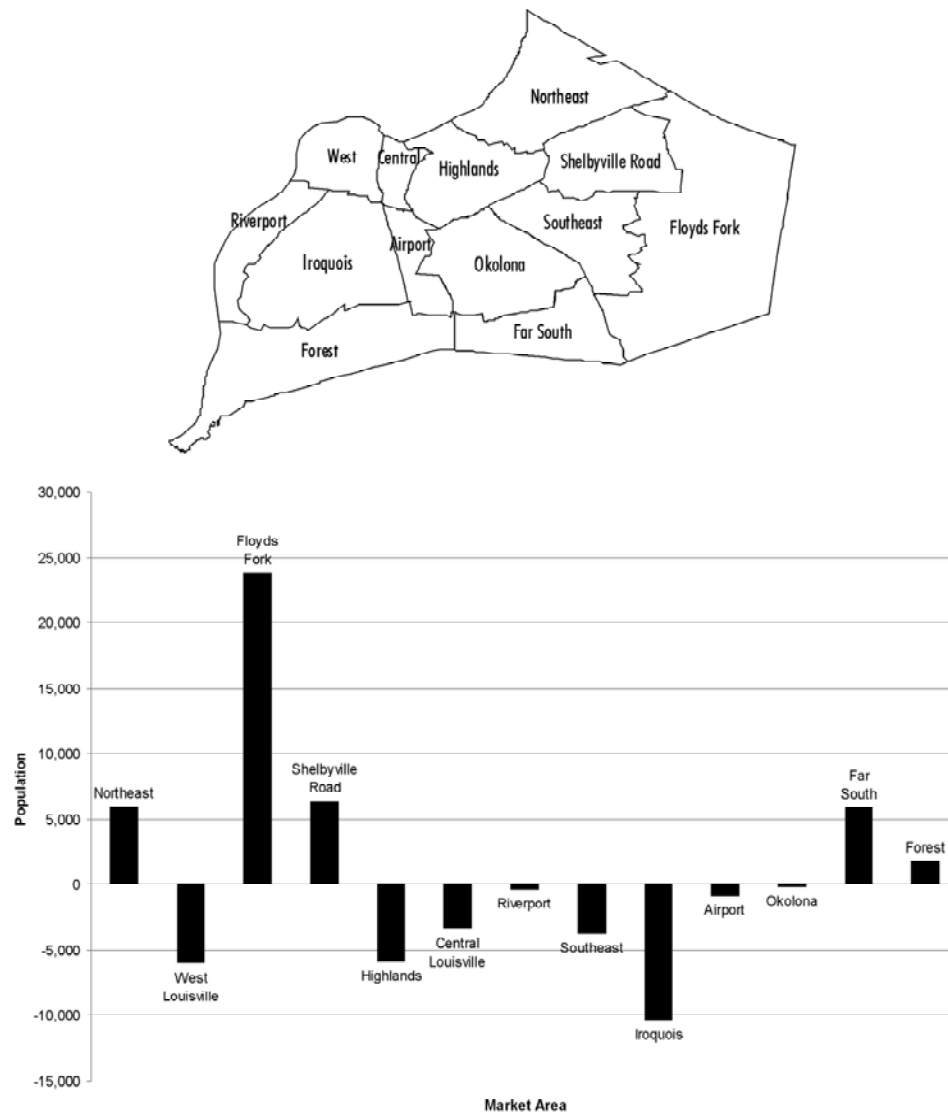 Northeast
West
Central
Highlands
Shelbyville Road
Riverport
Airport
Southeast
Floyds Fork
Iroquois
Okolona
Far South
Forest
30,000
25,000
20,000
15,000
10,000
5,000
0
-5,000
-10,000
-15,000
Population
Northeast
West
Louisville
Floyds
Fork
Shelbyville
Road
Highlands
Central
Louisville
Riverport
Southeast
Iroquois
Airport
Okolona
Far
South
Forest
Market Area